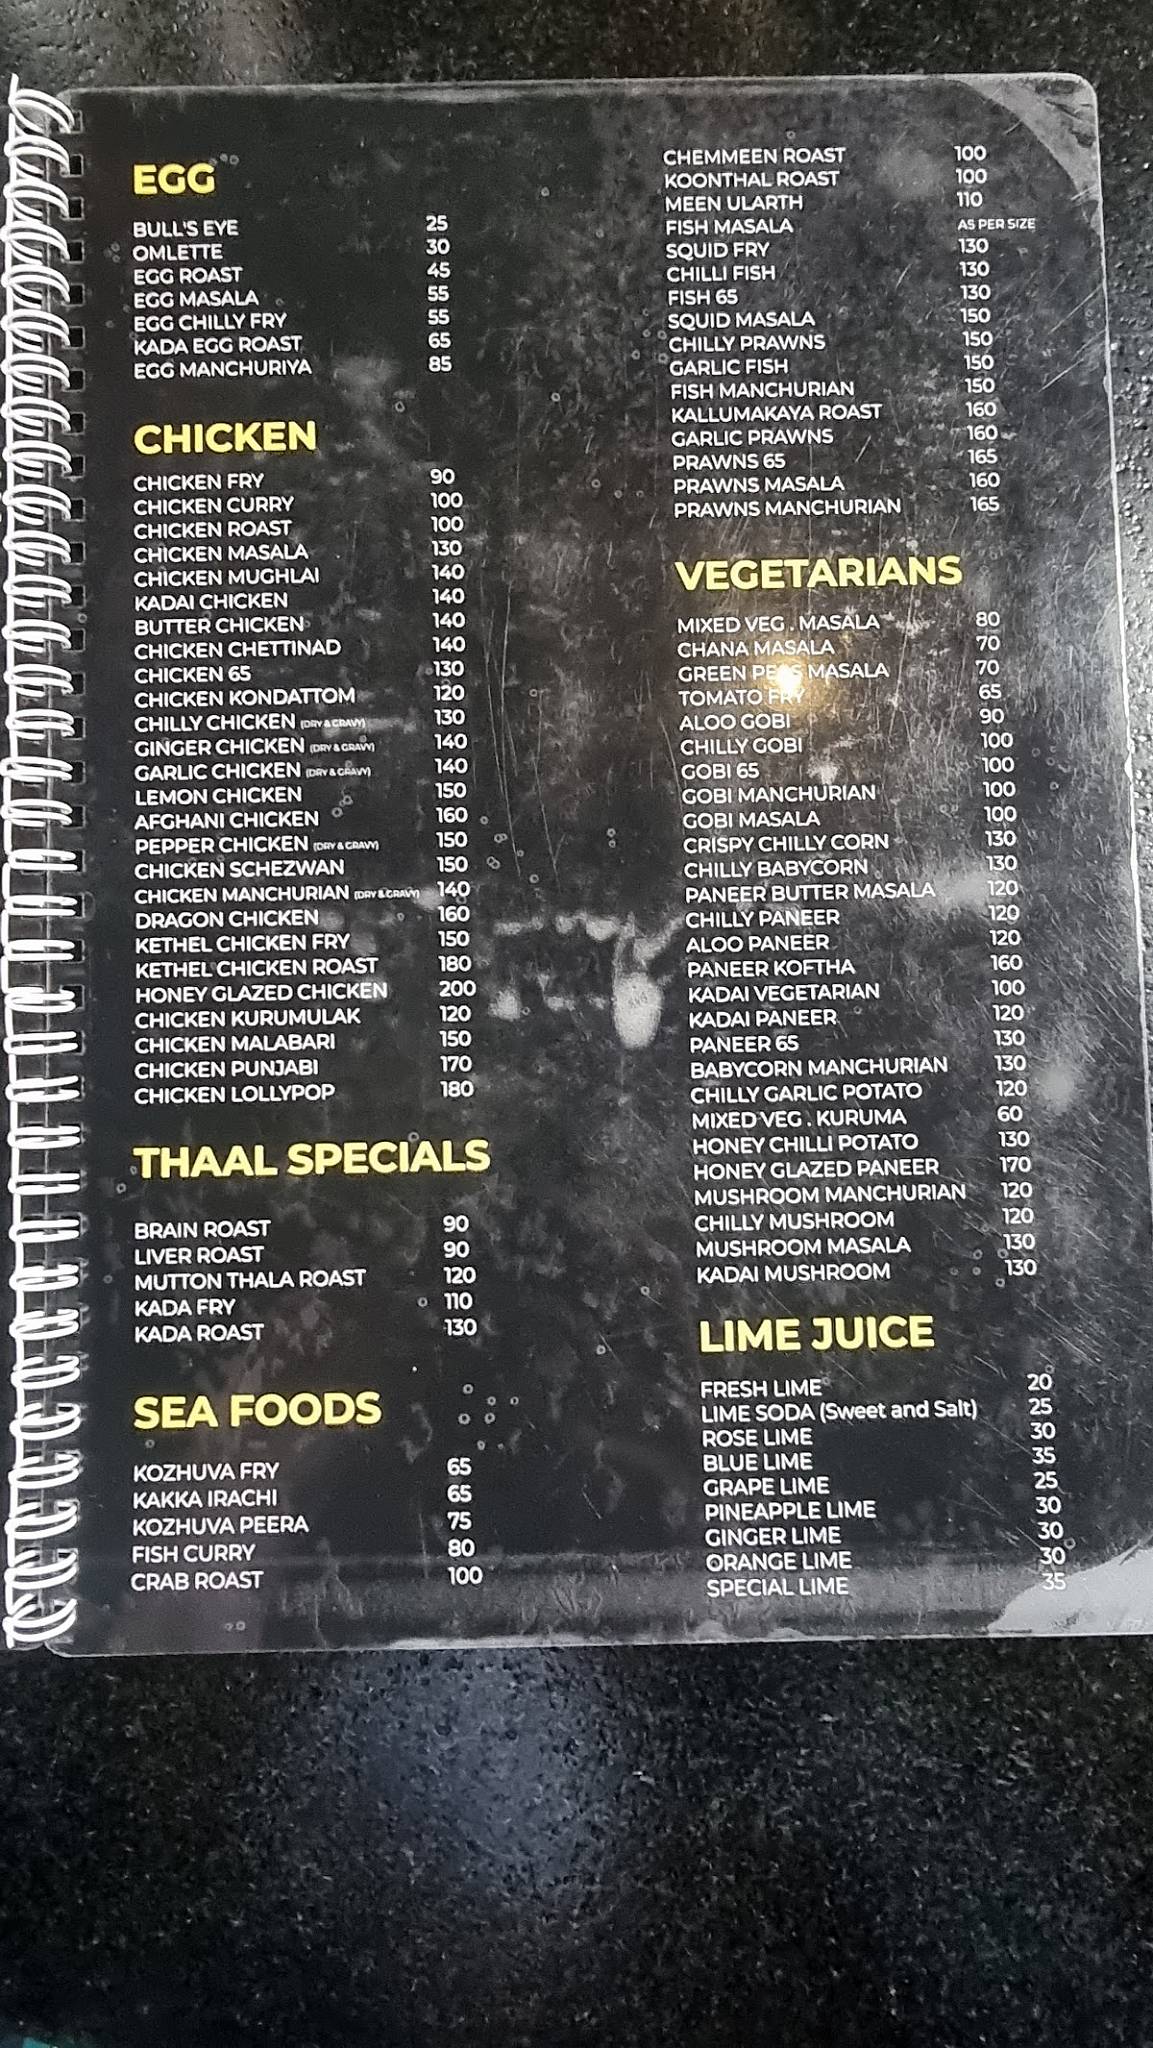 EGG
BULL'S EYE 25
OMLETTE 30
EGG ROAST 45
EGG MASALA 55
EGG CHILLY FRY 55
KADA EGG ROAST 65
EGG MANCHURIYA 85
CHICKEN
CHICKEN FRY 90
CHICKEN CURRY 100
CHICKEN ROAST 100
CHICKEN MASALA 130
CHICKEN MUGHLAI 140
KADAI CHICKEN 140
BUTTER CHICKEN 140
CHICKEN CHETTINAD 140
CHICKEN 65 130
CHICKEN KONDATTOM 120
CHILLY CHICKEN (DRY & GRAVY) 130
GINGER CHICKEN (DRY & GRAVY) 140
GARLIC CHICKEN (DRY & GRAVY) 140
LEMON CHICKEN 150
AFGHANI CHICKEN 160
PEPPER CHICKEN (DRY & GRAVY) 150
CHICKEN SCHEZWAN 150
CHICKEN MANCHURIAN (DRY & GRAVY) 140
DRAGON CHICKEN 160
KETHEL CHICKEN FRY 150
KETHEL CHICKEN ROAST 180
HONEY GLAZED CHICKEN 200
CHICKEN KURUMULAK 120
CHICKEN MALABARI 150
CHICKEN PUNJABI 170
CHICKEN LOLLYPOP 180
THAAL SPECIALS
BRAIN ROAST 90
LIVER ROAST 90
MUTTON THALA ROAST 120
KADA FRY 110
KADA ROAST 130
SEA FOODS
KOZHUVA FRY 65
KAKKA IRACHI 65
KOZHUVA PEERA 75
FISH CURRY 80
CRAB ROAST 100
CHEMMEEN ROAST 100
KOONTHAL ROAST 100
MEEN ULARTH 110
FISH MASALA AS PER SIZE
SQUID FRY 130
CHILLI FISH 130
FISH 65 130
SQUID MASALA 150
CHILLY PRAWNS 150
GARLIC FISH 150
FISH MANCHURIAN 150
KALLUMAKAYA ROAST 160
GARLIC PRAWNS 160
PRAWNS 65 165
PRAWNS MASALA 160
PRAWNS MANCHURIAN 165
VEGETARIANS
MIXED VEG . MASALA 80
CHANA MASALA 70
GREEN PEAS MASALA 70
TOMATO FRY 65
ALOO GOBI 90
CHILLY GOBI 100
GOBI 65 100
GOBI MANCHURIAN 100
GOBI MASALA 100
CRISPY CHILLY CORN 130
CHILLY BABYCORN 130
PANEER BUTTER MASALA 120
CHILLY PANEER 120
ALOO PANEER 120
PANEER KOFTHA 160
KADAI VEGETARIAN 100
KADAI PANEER 120
PANEER 65 130
BABYCORN MANCHURIAN 130
CHILLY GARLIC POTATO 120
MIXED VEG . KURUMA 60
HONEY CHILLI POTATO 130
HONEY GLAZED PANEER 170
MUSHROOM MANCHURIAN 120
CHILLY MUSHROOM 120
MUSHROOM MASALA 130
KADAI MUSHROOM 130
LIME JUICE
FRESH LIME 20
LIME SODA (Sweet and Salt) 25
ROSE LIME 30
BLUE LIME 35
GRAPE LIME 25
PINEAPPLE LIME 30
GINGER LIME 30
ORANGE LIME 30
SPECIAL LIME 35